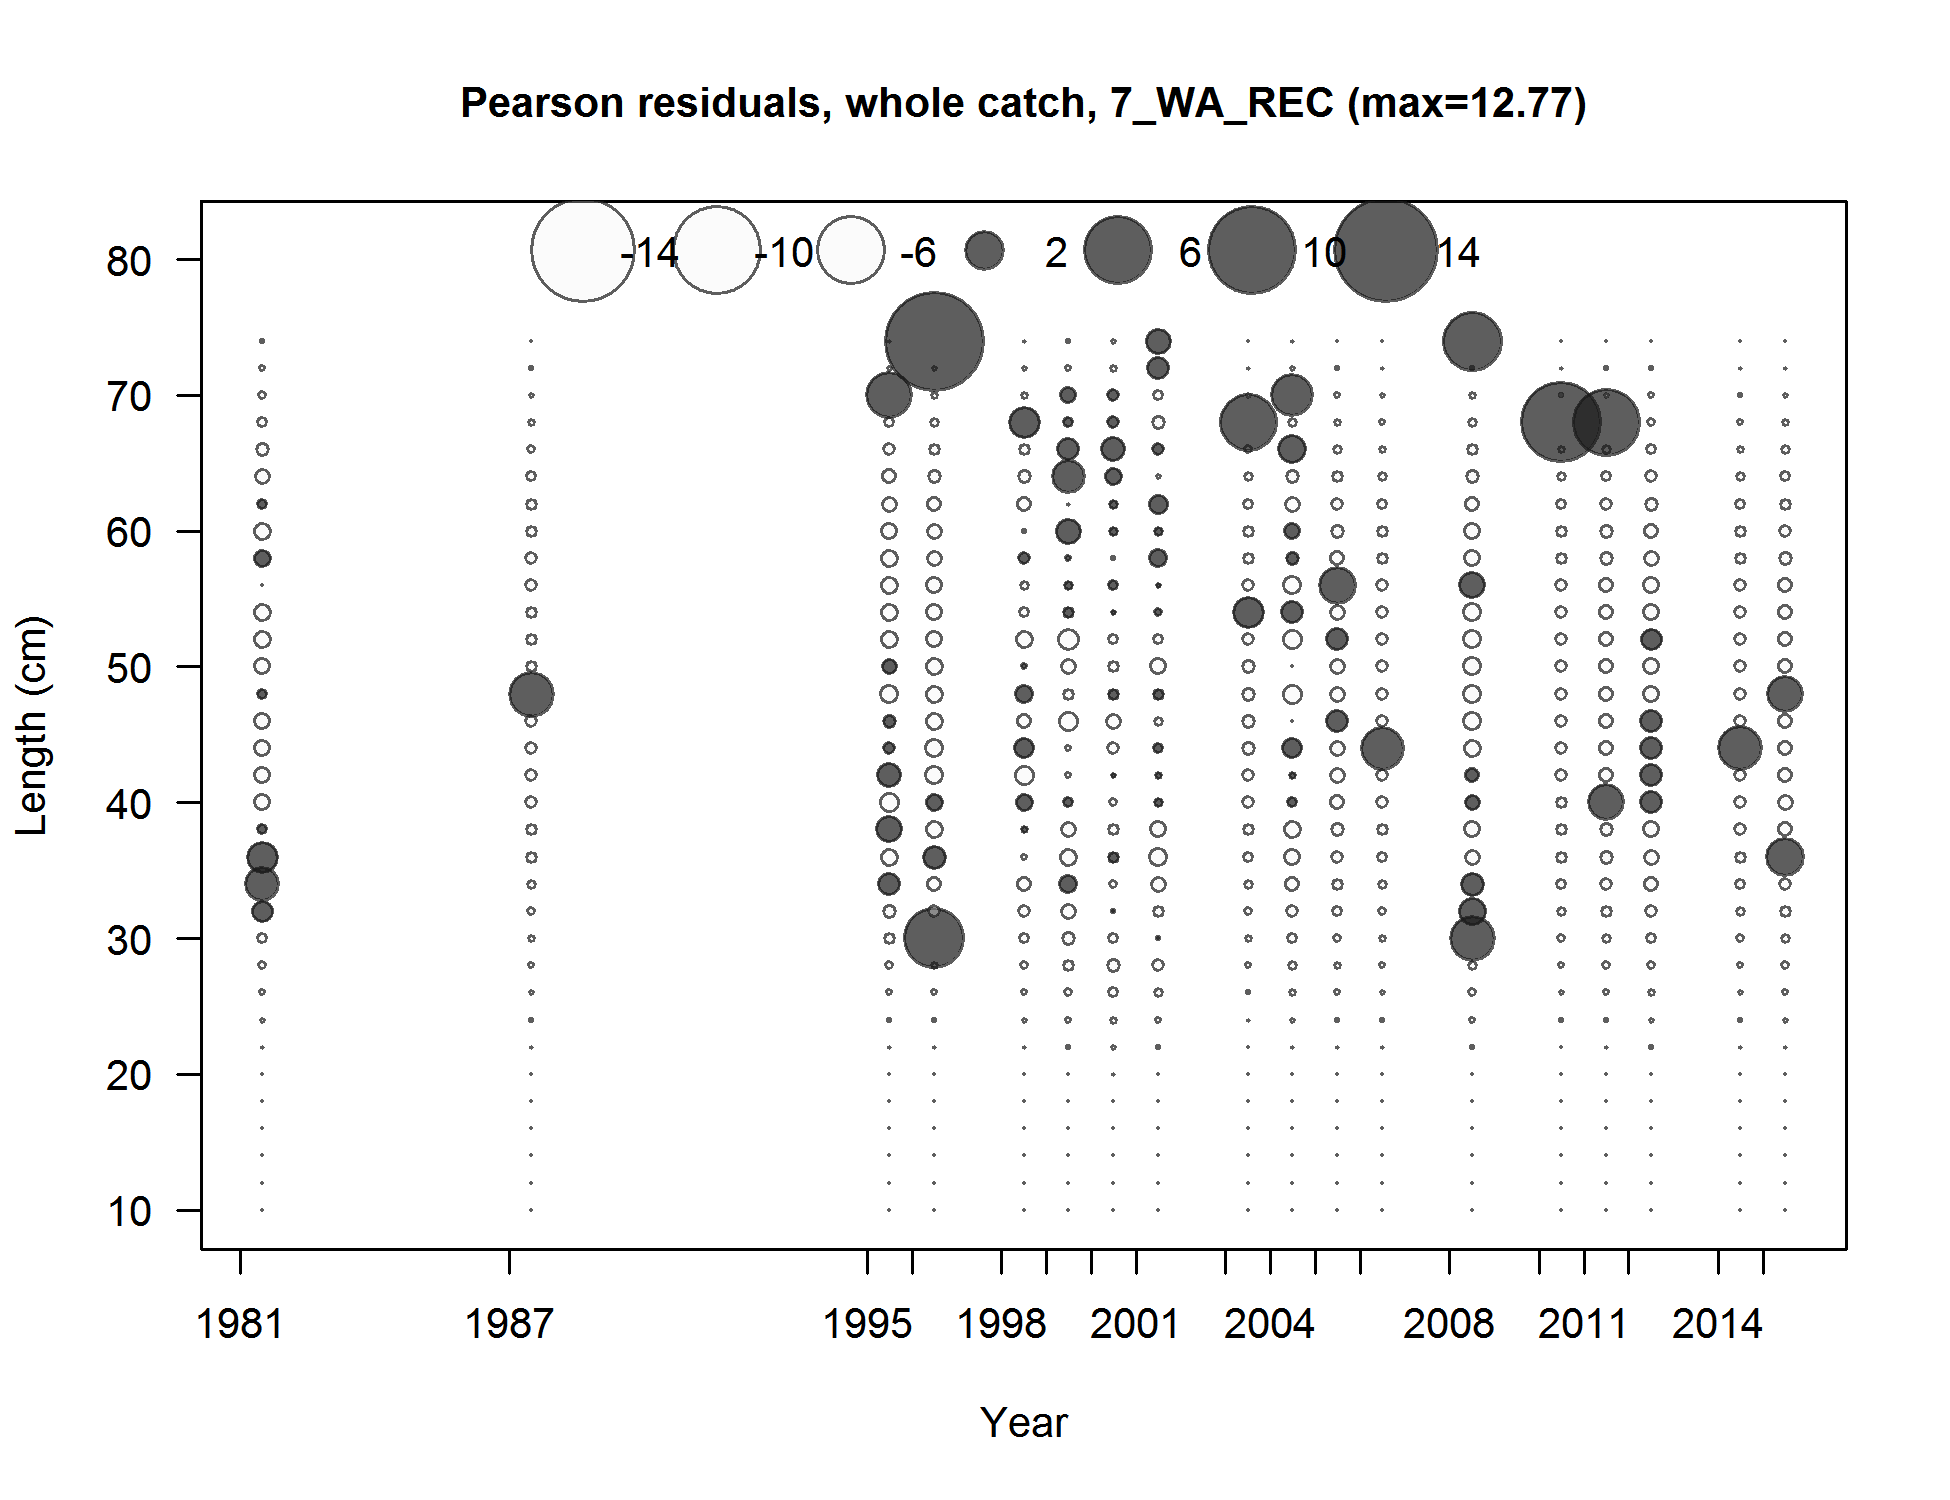 Pearson residuals, whole catch, 7_WA_REC (max=12.77)
-14 -10 -6 2 6 10 14
80
70
60
50
40
30
20
10
Length (cm)
1981 1987 1995 1998 2001 2004 2008 2011 2014
Year